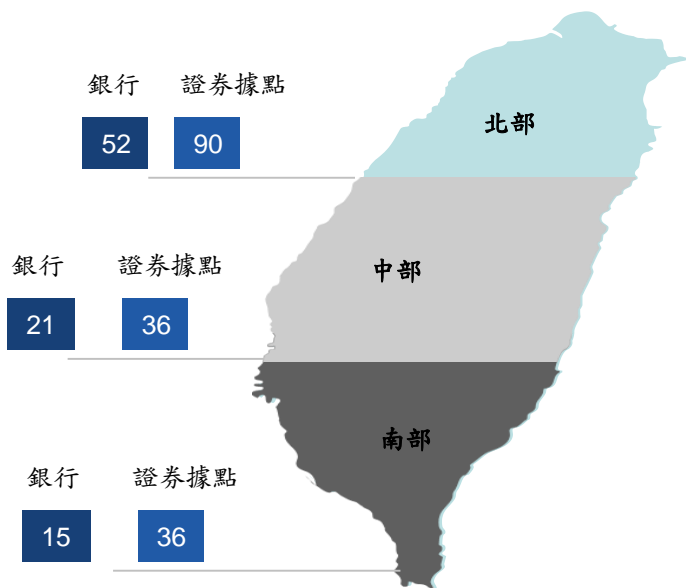 銀行 證券據點
52 90
北部
銀行 證券據點
21 36
中部
銀行 證券據點
15 36
南部